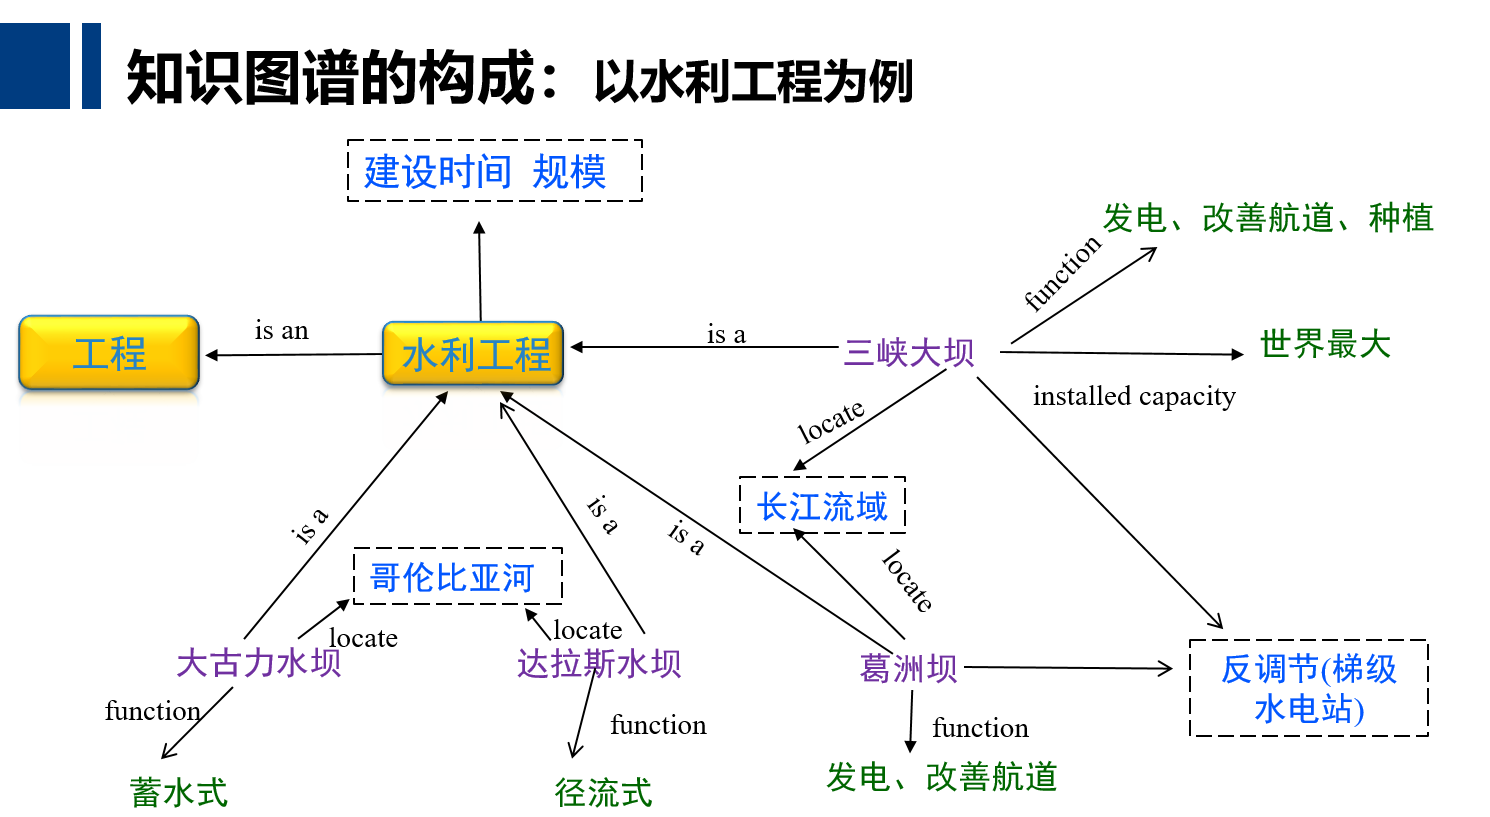 知识图谱的构成：以水利工程为例
建设时间 规模
发电、改善航道、种植
function
工程
is an
水利工程
is a
三峡大坝
世界最大
installed capacity
locate
长江流域
is a
is a
is a
locate
哥伦比亚河
locate
locate
大古力水坝
达拉斯水坝
葛洲坝
反调节(梯级
水电站)
function
function
function
蓄水式
径流式
发电、改善航道